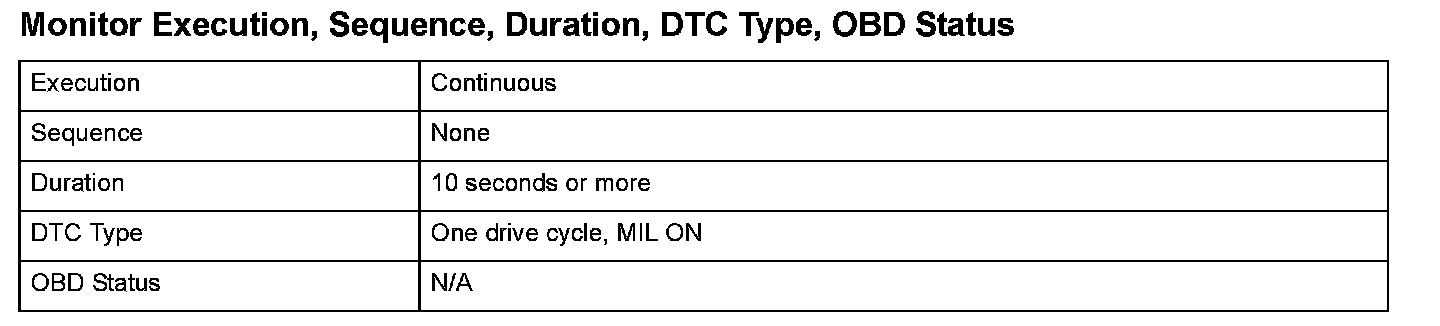 Monitor Execution, Sequence, Duration, DTC Type, OBD Status
Execution Continuous
Sequence None
Duration 10 seconds or more
DTC Type One drive cycle, MIL ON
OBD Status N/A